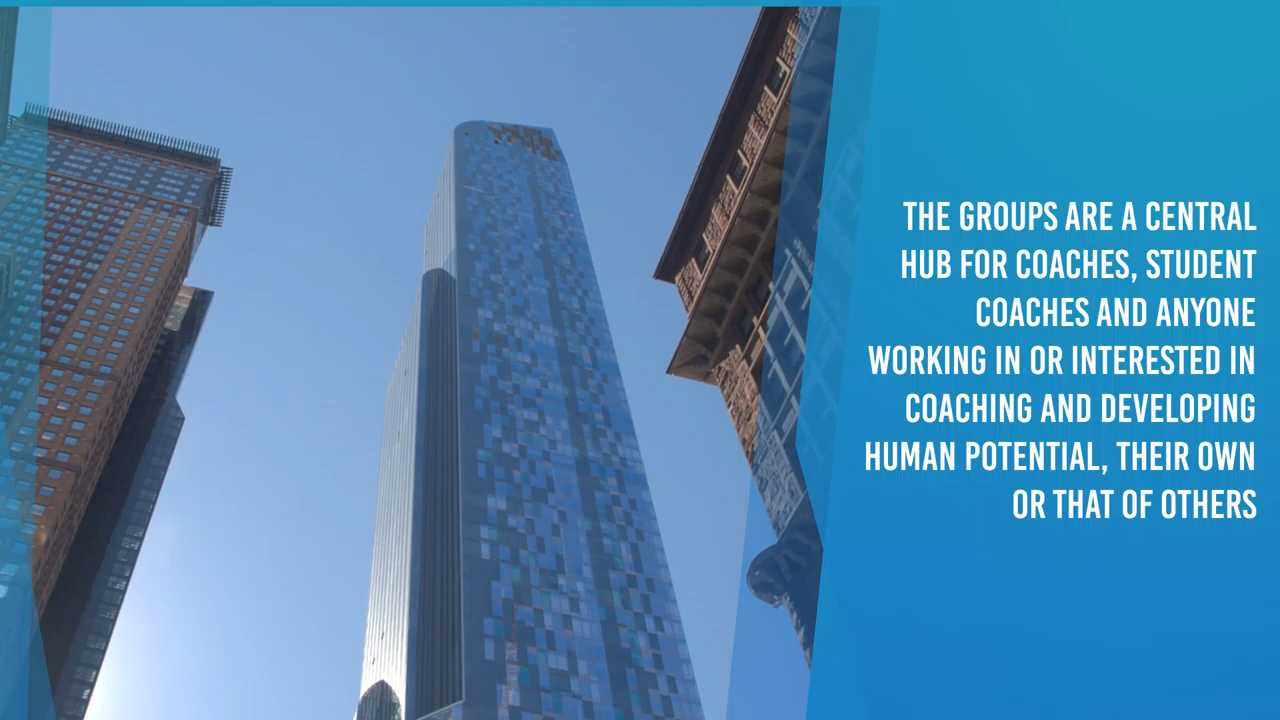 THE GROUPS ARE A CENTRAL
HUB FOR COACHES, STUDENT
COACHES AND ANYONE
WORKING IN OR INTERESTED IN
COACHING AND DEVELOPING
HUMAN POTENTIAL, THEIR OWN
OR THAT OF OTHERS